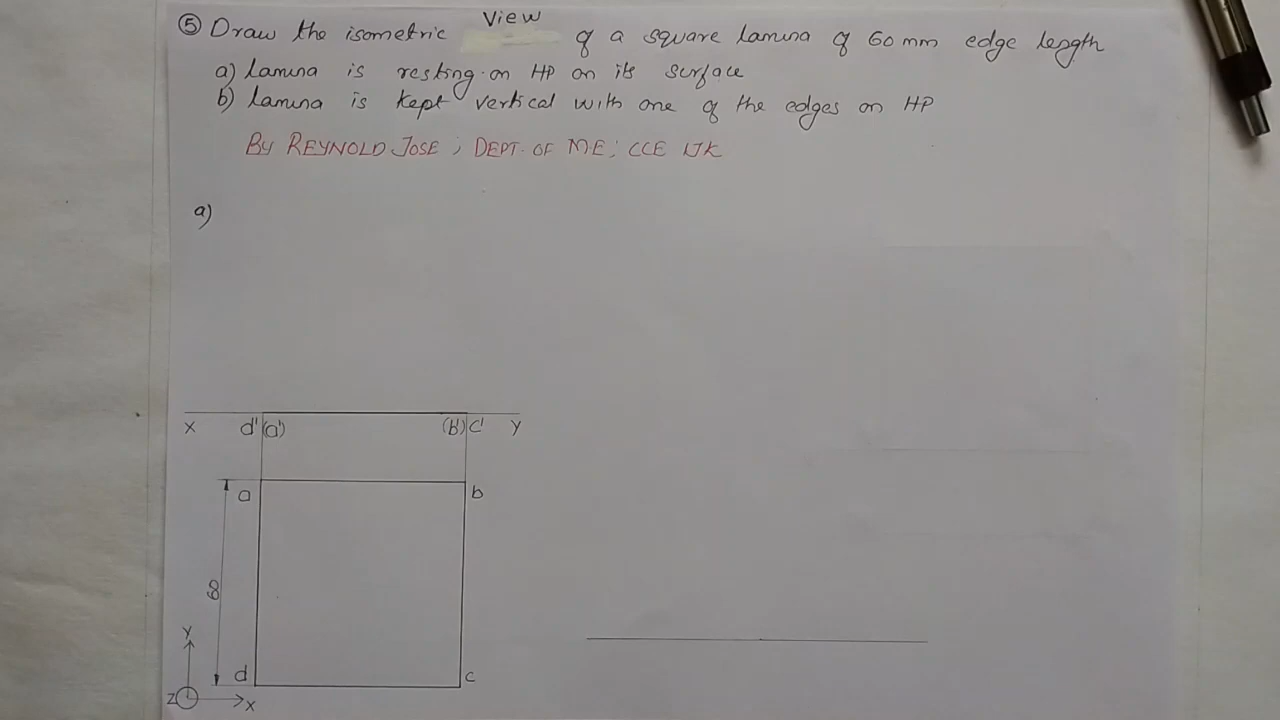 ⑤ Draw the isometric View of a square lamina of 60 mm edge length
a) Lamina is resting on HP on its surface
b) Lamina is kept vertical with one of the edges on HP
By REYNOLD JOSE; DEPT. OF ME; CCE IJK
a)
X d' (a') (b') c' Y
a b
60
Y
d c
Z X